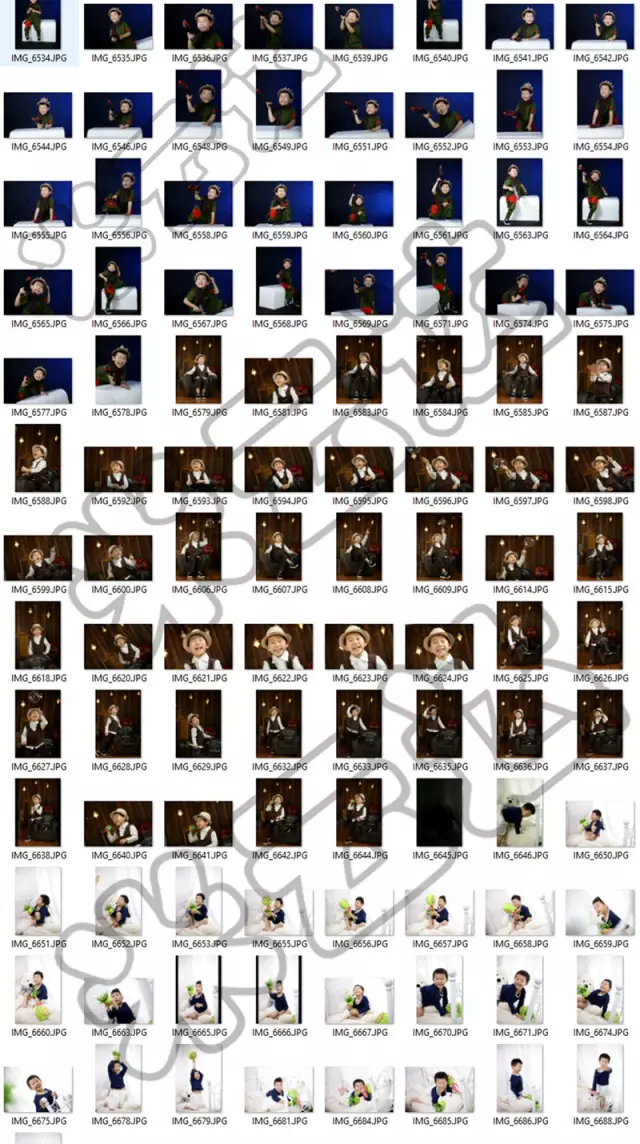 IMG_6534.JPG IMG_6535.JPG IMG_6536.JPG IMG_6537.JPG IMG_6539.JPG IMG_6540.JPG IMG_6541.JPG IMG_6542.JPG
IMG_6544.JPG IMG_6546.JPG IMG_6548.JPG IMG_6549.JPG IMG_6551.JPG IMG_6552.JPG IMG_6553.JPG IMG_6554.JPG
IMG_6555.JPG IMG_6556.JPG IMG_6558.JPG IMG_6559.JPG IMG_6560.JPG IMG_6561.JPG IMG_6563.JPG IMG_6564.JPG
IMG_6565.JPG IMG_6566.JPG IMG_6567.JPG IMG_6568.JPG IMG_6569.JPG IMG_6571.JPG IMG_6574.JPG IMG_6575.JPG
IMG_6577.JPG IMG_6578.JPG IMG_6579.JPG IMG_6581.JPG IMG_6583.JPG IMG_6584.JPG IMG_6585.JPG IMG_6587.JPG
IMG_6588.JPG IMG_6592.JPG IMG_6593.JPG IMG_6594.JPG IMG_6595.JPG IMG_6596.JPG IMG_6597.JPG IMG_6598.JPG
IMG_6599.JPG IMG_6600.JPG IMG_6606.JPG IMG_6607.JPG IMG_6608.JPG IMG_6609.JPG IMG_6614.JPG IMG_6615.JPG
IMG_6618.JPG IMG_6620.JPG IMG_6621.JPG IMG_6622.JPG IMG_6623.JPG IMG_6624.JPG IMG_6625.JPG IMG_6626.JPG
IMG_6627.JPG IMG_6628.JPG IMG_6629.JPG IMG_6632.JPG IMG_6633.JPG IMG_6635.JPG IMG_6636.JPG IMG_6637.JPG
IMG_6638.JPG IMG_6640.JPG IMG_6641.JPG IMG_6642.JPG IMG_6644.JPG IMG_6645.JPG IMG_6646.JPG IMG_6650.JPG
IMG_6651.JPG IMG_6652.JPG IMG_6653.JPG IMG_6655.JPG IMG_6656.JPG IMG_6657.JPG IMG_6658.JPG IMG_6659.JPG
IMG_6660.JPG IMG_6663.JPG IMG_6665.JPG IMG_6666.JPG IMG_6667.JPG IMG_6670.JPG IMG_6671.JPG IMG_6674.JPG
IMG_6675.JPG IMG_6678.JPG IMG_6679.JPG IMG_6681.JPG IMG_6684.JPG IMG_6685.JPG IMG_6686.JPG IMG_6688.JPG